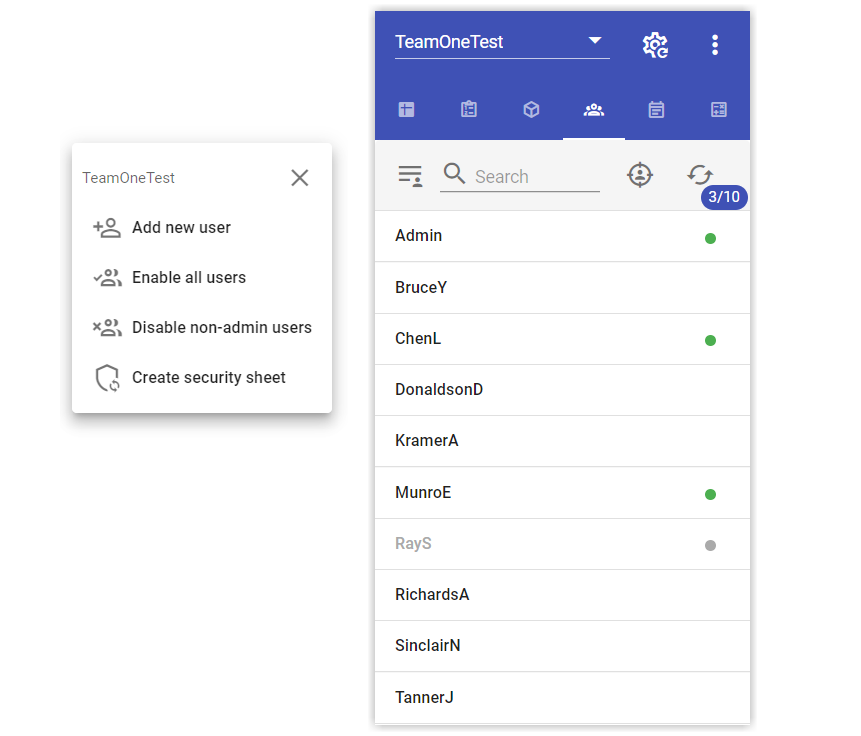 TeamOneTest
Add new user
Enable all users
Disable non-admin users
Create security sheet
TeamOneTest
Search
3/10
Admin
BruceY
ChenL
DonaldsonD
KramerA
MunroE
RayS
RichardsA
SinclairN
TannerJ